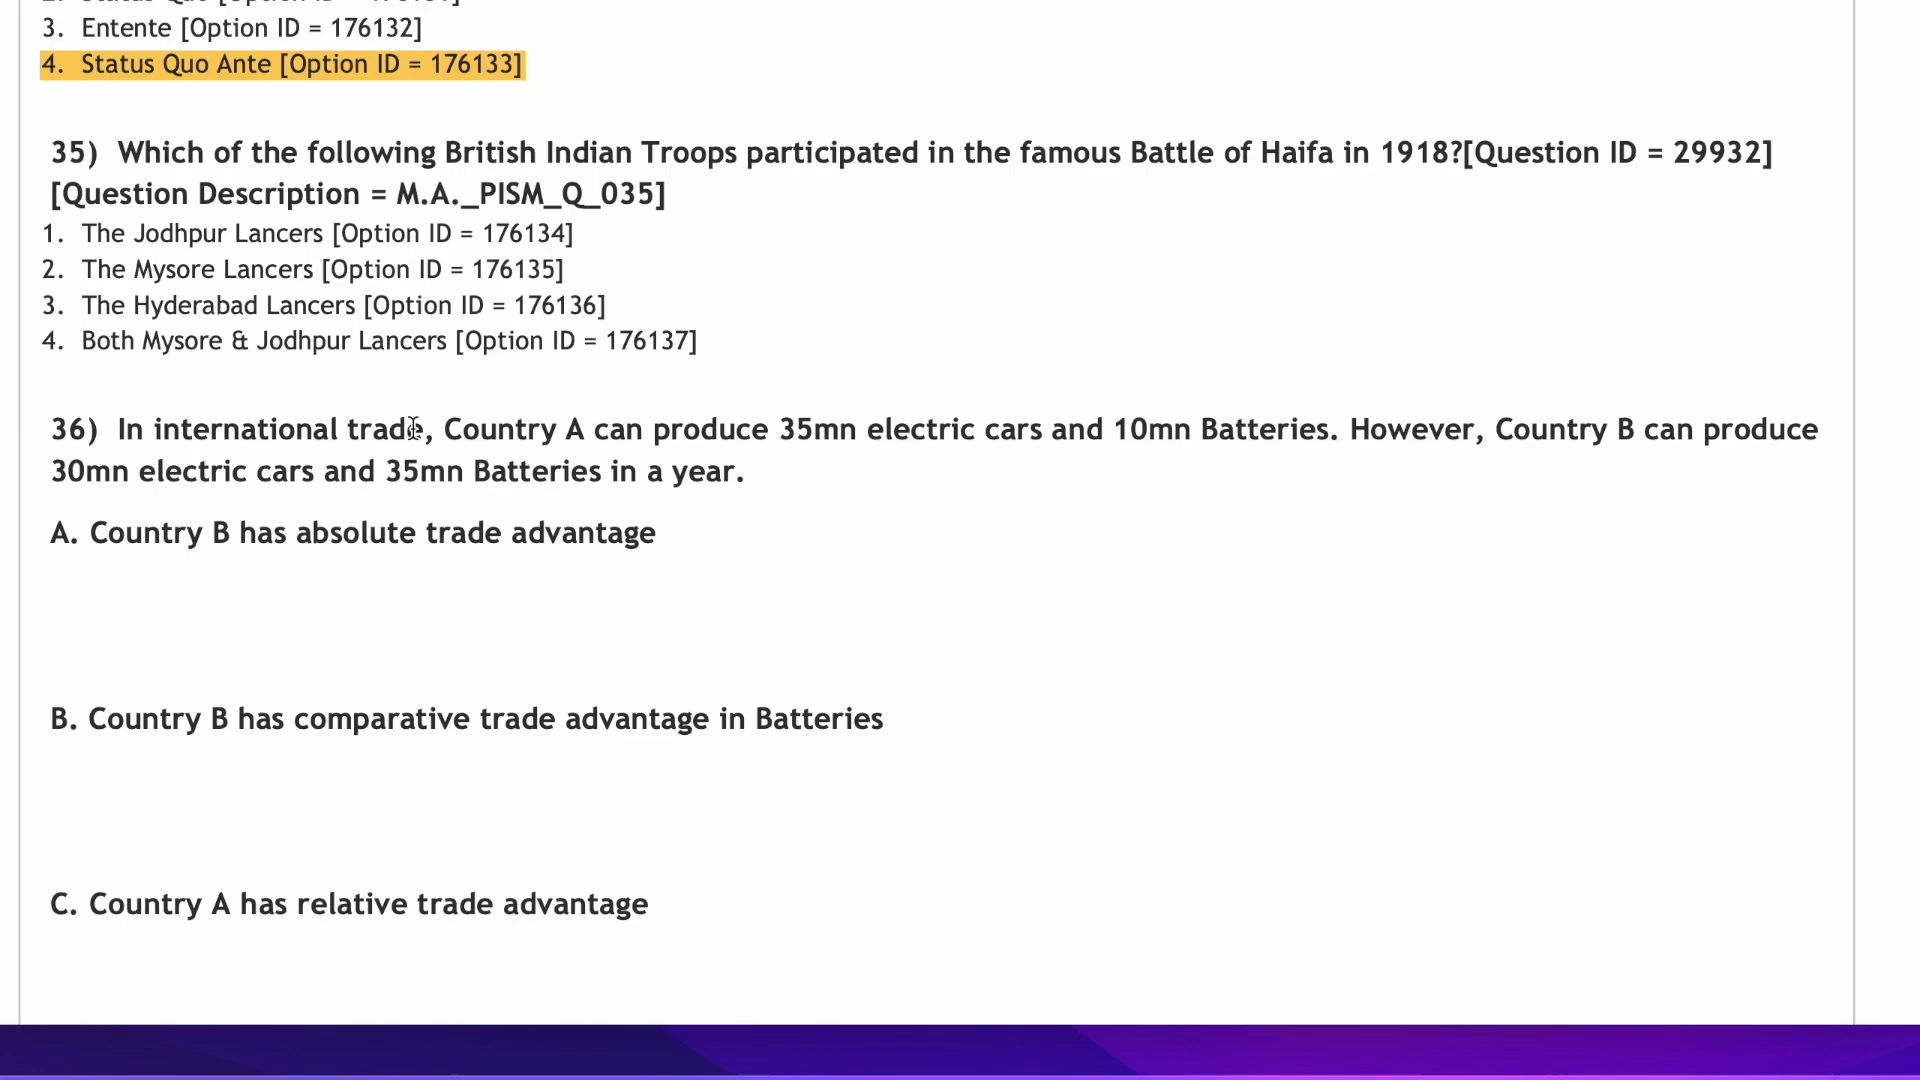 3. Entente [Option ID = 176132]
4. Status Quo Ante [Option ID = 176133]
35) Which of the following British Indian Troops participated in the famous Battle of Haifa in 1918?[Question ID = 29932]
[Question Description = M.A._PISM_Q_035]
1. The Jodhpur Lancers [Option ID = 176134]
2. The Mysore Lancers [Option ID = 176135]
3. The Hyderabad Lancers [Option ID = 176136]
4. Both Mysore & Jodhpur Lancers [Option ID = 176137]
36) In international trade, Country A can produce 35mn electric cars and 10mn Batteries. However, Country B can produce
30mn electric cars and 35mn Batteries in a year.
A. Country B has absolute trade advantage
B. Country B has comparative trade advantage in Batteries
C. Country A has relative trade advantage